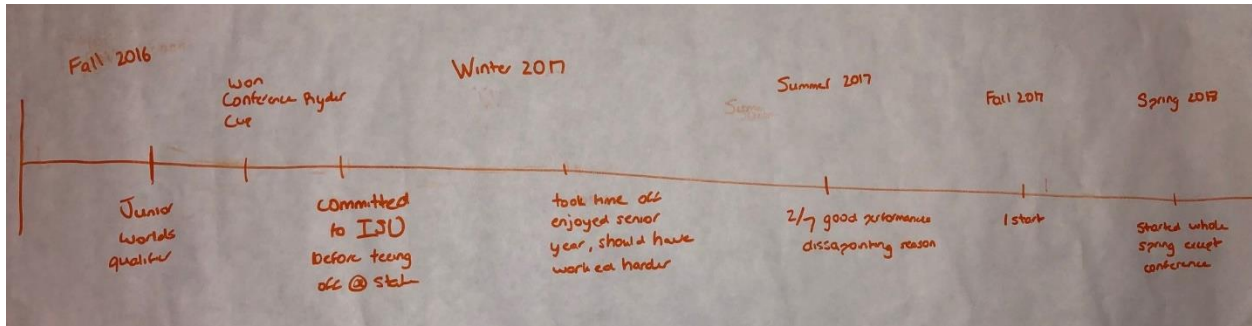 Fall 2016
Junior
Worlds
qualifier
won
Conference Ryder
Cup
committed
to ISU
before teeing
off @ State
Winter 2017
took time off
enjoyed senior
year, should have
worked harder
Summer 2017
2/7 good performances
dissapointing reason
Fall 2017
1 start
Spring 2018
Started whole
spring except
conference